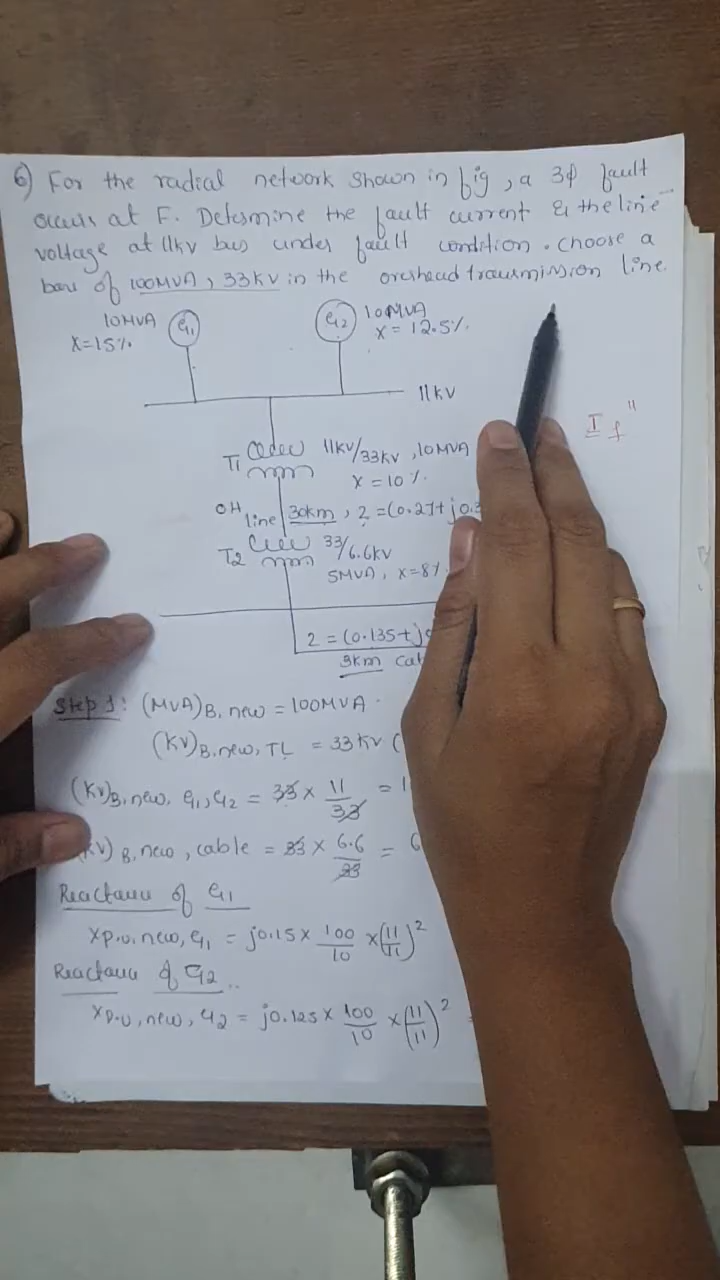 6) For the radial network shown in fig, a 3φ fault
occurs at F. Determine the fault current & the line
voltage at 11kv bus under fault condition. Choose a
base of 100MVA, 33KV in the overhead transmission line.
10MVA
X=15%
G1
G2
10MVA
X = 12.5%
11kV
T1
11kV/33kV, 10MVA
X = 10%
If"
OH line
30km, Z = (0.27+j0.3
T2
33/6.6kV
5MVA, X=8%
Z = (0.135+j
3km cab
Step 1: (MVA)B, new = 100MVA.
(KV)B, new, TL = 33KV (
(KV)B, new, G1, G2 = 33 × 11/33 = 1
KV) B, new, cable = 33 × 6.6/33 = 6
Reactance of G1
Xp.u, new, G1 = j0.15 × 100/10 × (11/11)²
Reactance of G2
Xp.u, new, G2 = j0.125 × 100/10 × (11/11)² =